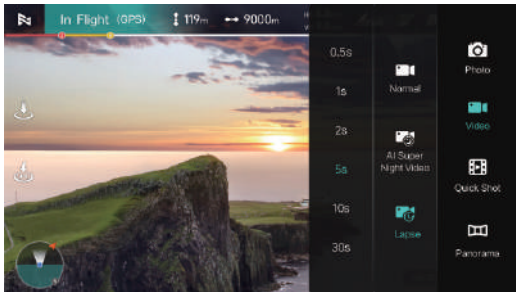 In Flight (GPS) 119m 9000m
0.5s
1s
2s
5s
10s
30s
Normal
AI Super
Night Video
Lapse
Photo
Video
Quick Shot
Panorama